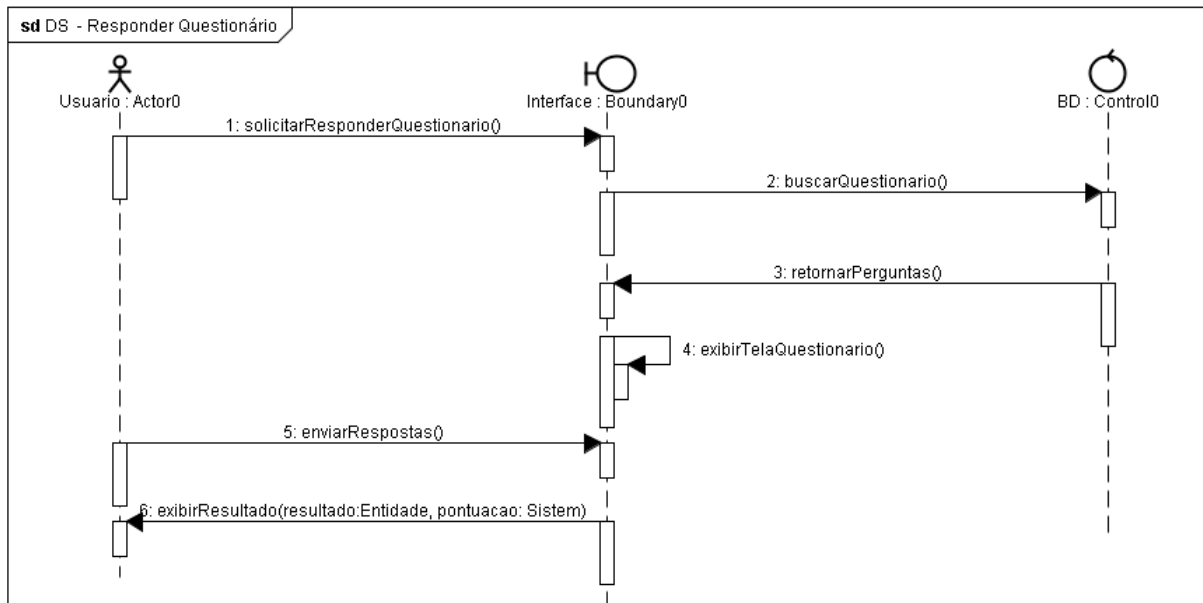 sd DS - Responder Questionário
Usuario : Actor0
Interface : Boundary0
BD : Control0
1: solicitarResponderQuestionario()
2: buscarQuestionario()
3: retornarPerguntas()
4: exibirTelaQuestionario()
5: enviarRespostas()
6: exibirResultado(resultado:Entidade, pontuacao: Sistem)